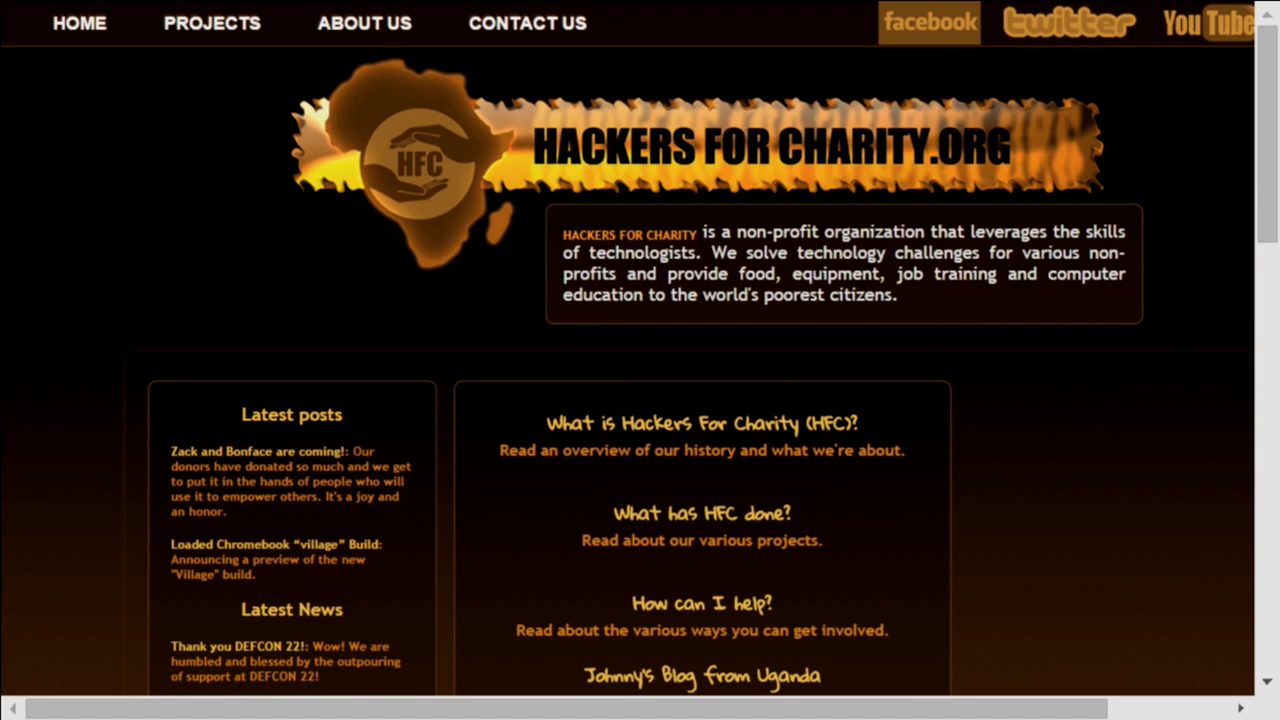 HOME PROJECTS ABOUT US CONTACT US facebook twitter YouTube
HFC
HACKERS FOR CHARITY.ORG
HACKERS FOR CHARITY is a non-profit organization that leverages the skills
of technologists. We solve technology challenges for various non-
profits and provide food, equipment, job training and computer
education to the world's poorest citizens.
Latest posts
Zack and Bonface are coming!: Our
donors have donated so much and we get
to put it in the hands of people who will
use it to empower others. It's a joy and
an honor.
Loaded Chromebook “village” Build:
Announcing a preview of the new
"Village" build.
Latest News
Thank you DEFCON 22!: Wow! We are
humbled and blessed by the outpouring
of support at DEFCON 22!
What is Hackers For Charity (HFC)?
Read an overview of our history and what we're about.
What has HFC done?
Read about our various projects.
How can I help?
Read about the various ways you can get involved.
Johnny's Blog from Uganda